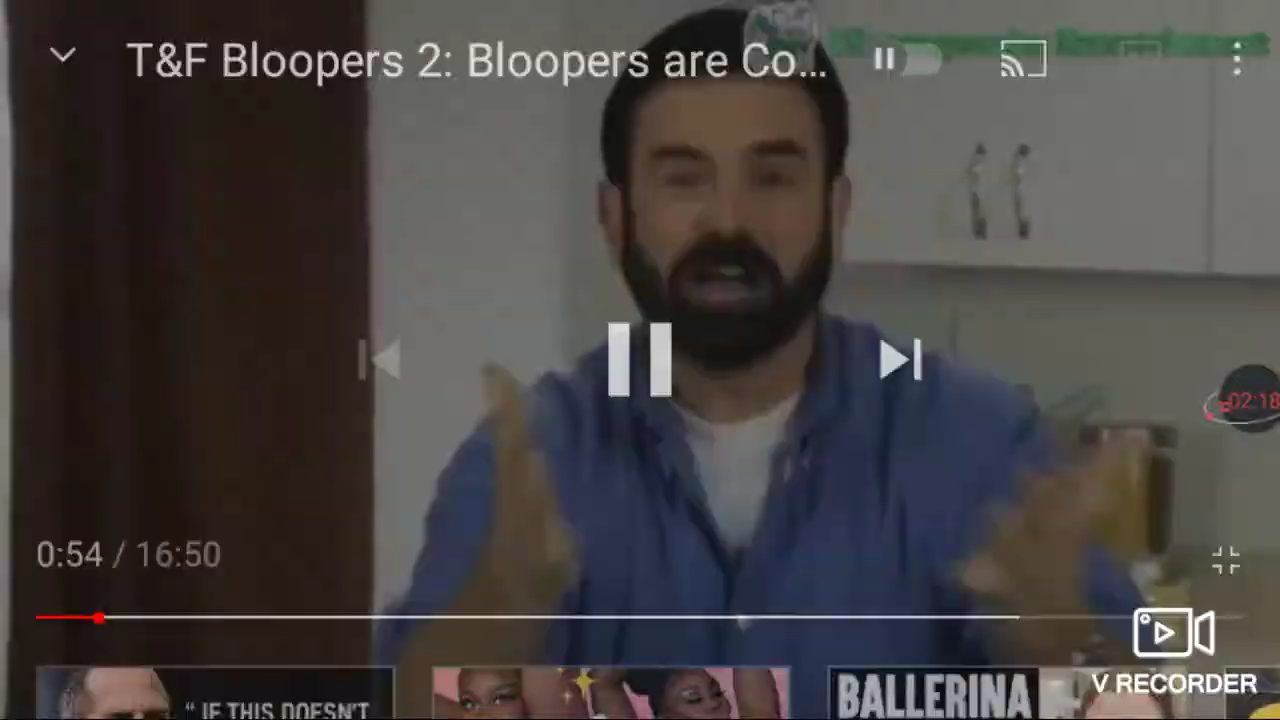 T&F Bloopers 2: Bloopers are Co...
02:18
0:54 / 16:50
V RECORDER
“ IF THIS DOESN'T
BALLERINA